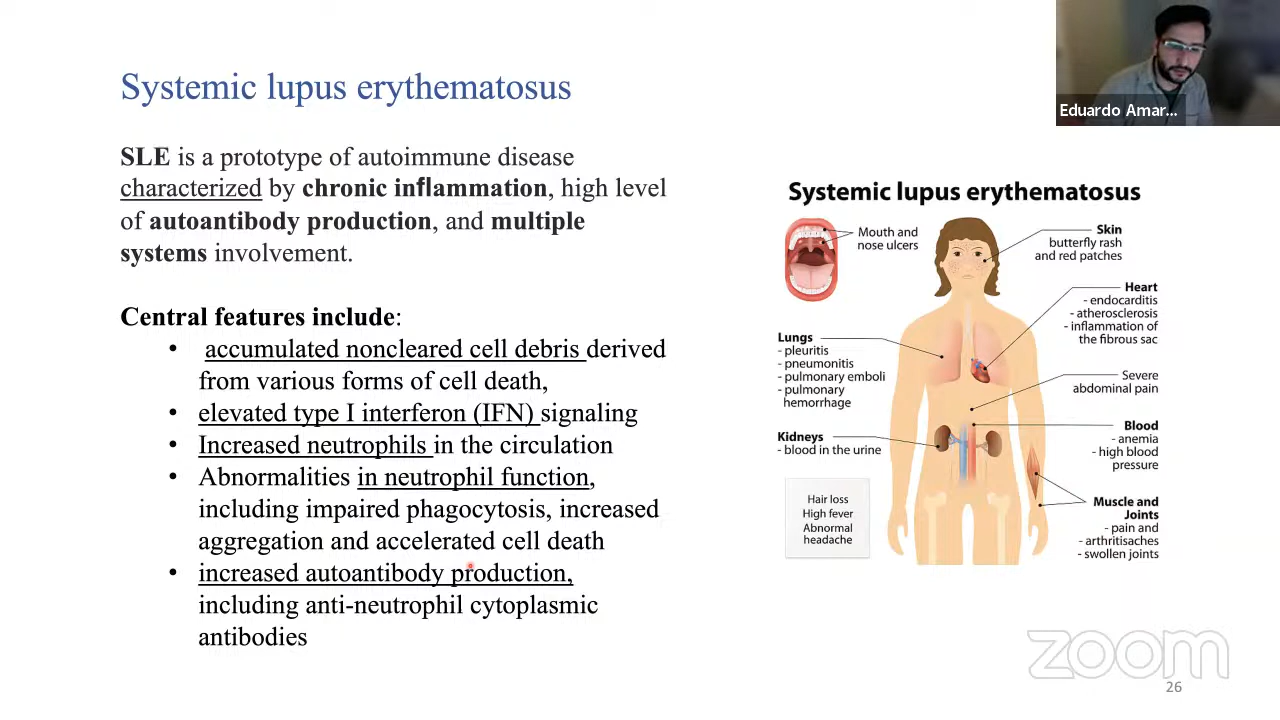 Systemic lupus erythematosus
SLE is a prototype of autoimmune disease
characterized by chronic inflammation, high level
of autoantibody production, and multiple
systems involvement.
Central features include:
• accumulated noncleared cell debris derived
from various forms of cell death,
• elevated type I interferon (IFN) signaling
• Increased neutrophils in the circulation
• Abnormalities in neutrophil function,
including impaired phagocytosis, increased
aggregation and accelerated cell death
• increased autoantibody production,
including anti-neutrophil cytoplasmic
antibodies
Eduardo Amar...
Systemic lupus erythematosus
Mouth and
nose ulcers
Skin
butterfly rash
and red patches
Heart
- endocarditis
- atherosclerosis
- inflammation of
the fibrous sac
Lungs
- pleuritis
- pneumonitis
- pulmonary emboli
- pulmonary
hemorrhage
Severe
abdominal pain
Kidneys
- blood in the urine
Blood
- anemia
- high blood
pressure
Hair loss
High fever
Abnormal
headache
Muscle and
Joints
- pain and
- arthritisaches
- swollen joints
zoom
26